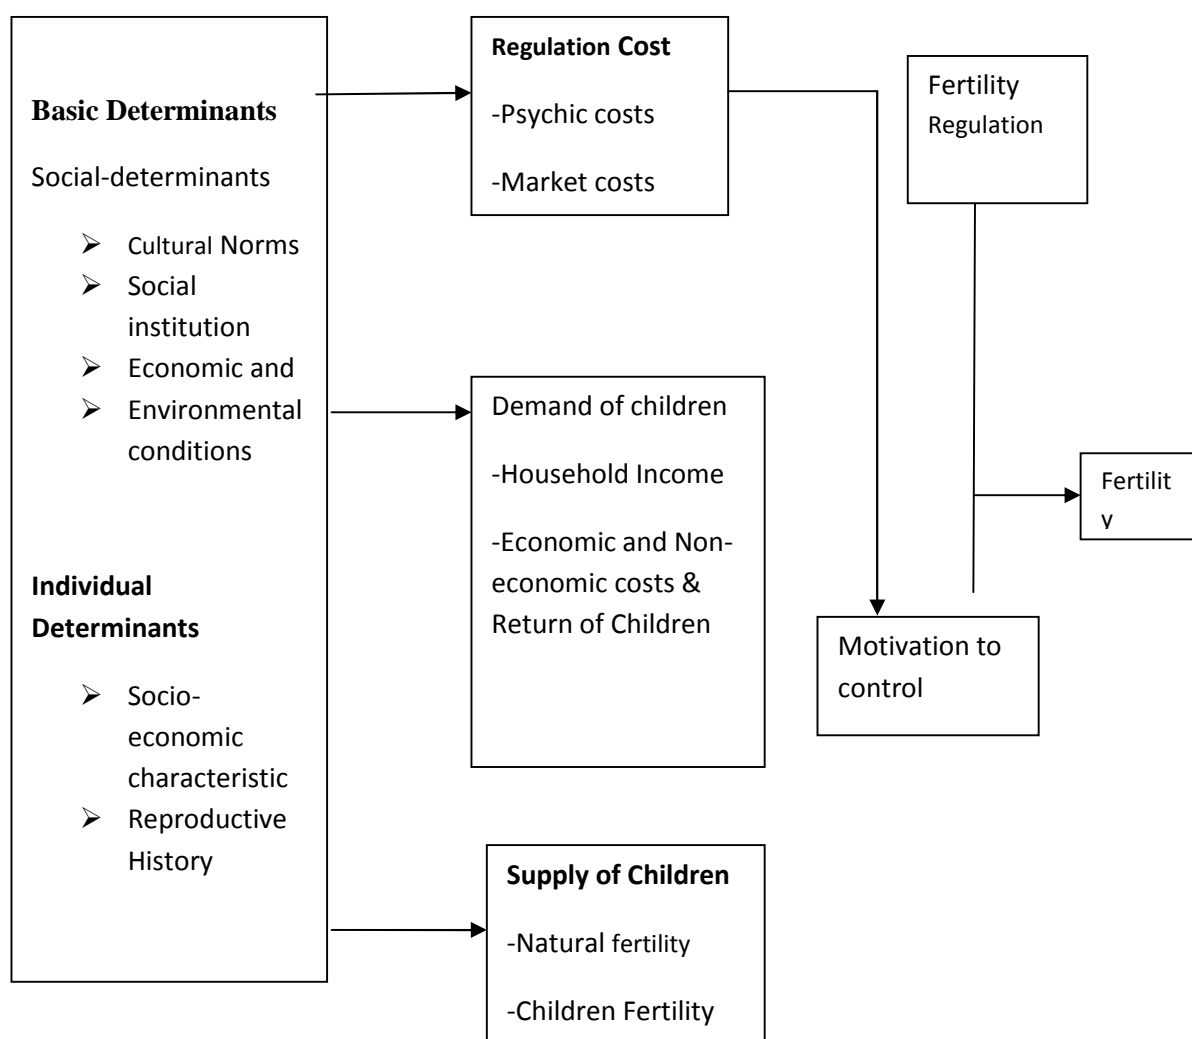 Basic Determinants
Social-determinants
➢ Cultural Norms
➢ Social
institution
➢ Economic and
➢ Environmental
conditions
Individual
Determinants
➢ Socio-
economic
characteristic
➢ Reproductive
History
Regulation Cost
-Psychic costs
-Market costs
Demand of children
-Household Income
-Economic and Non-
economic costs &
Return of Children
Supply of Children
-Natural fertility
-Children Fertility
Fertility
Regulation
Motivation to
control
Fertilit
y